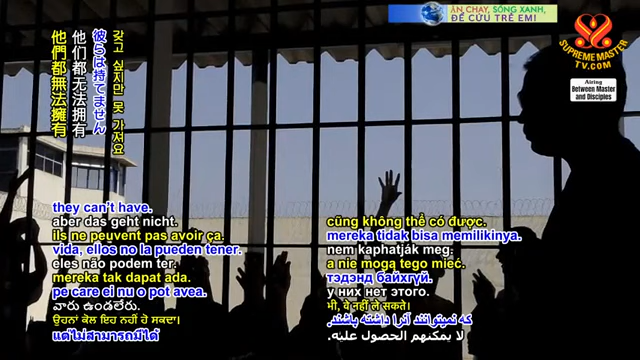 ĂN CHAY, SỐNG XANH,
ĐỂ CỨU TRẺ EM!
SUPREME MASTER
TV.COM
Airing
Between Master
and Disciples
갖고 싶지만 못 가져요
彼らは持てません
他们都无法拥有
他們都無法擁有
they can't have.
aber das geht nicht.
ils ne peuvent pas avoir ça.
vida, ellos no la pueden tener.
eles não podem ter.
mereka tak dapat ada.
pe care ei nu o pot avea.
వారు ఉండలేరు.
ਉਹਨਾਂ ਕੋਲ ਇਹ ਨਹੀਂ ਹੋ ਸਕਦਾ।
แต่ไม่สามารถมีได้
cũng không thể có được.
mereka tidak bisa memilikinya.
nem kaphatják meg.
a nie mogą tego mieć.
тэдэнд байхгүй.
у них нет этого.
भी, वे नहीं ले सकते।
که نمیتوانند آنرا داشته باشند.
لا يمكنهم الحصول عليه.